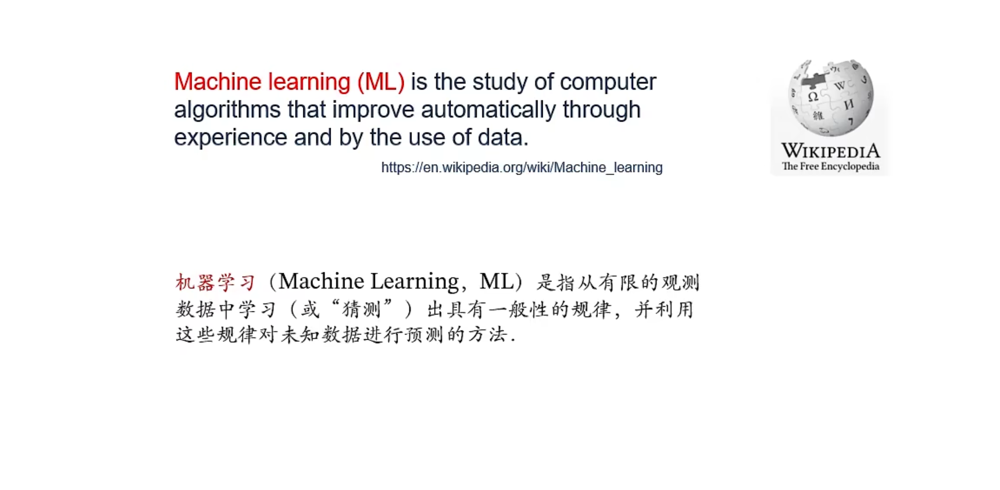 Machine learning (ML) is the study of computer
algorithms that improve automatically through
experience and by the use of data.
https://en.wikipedia.org/wiki/Machine_learning
Ω W И 維 7
WIKIPEDIA
The Free Encyclopedia
机器学习（Machine Learning，ML）是指从有限的观测
数据中学习（或“猜测”）出具有一般性的规律，并利用
这些规律对未知数据进行预测的方法．